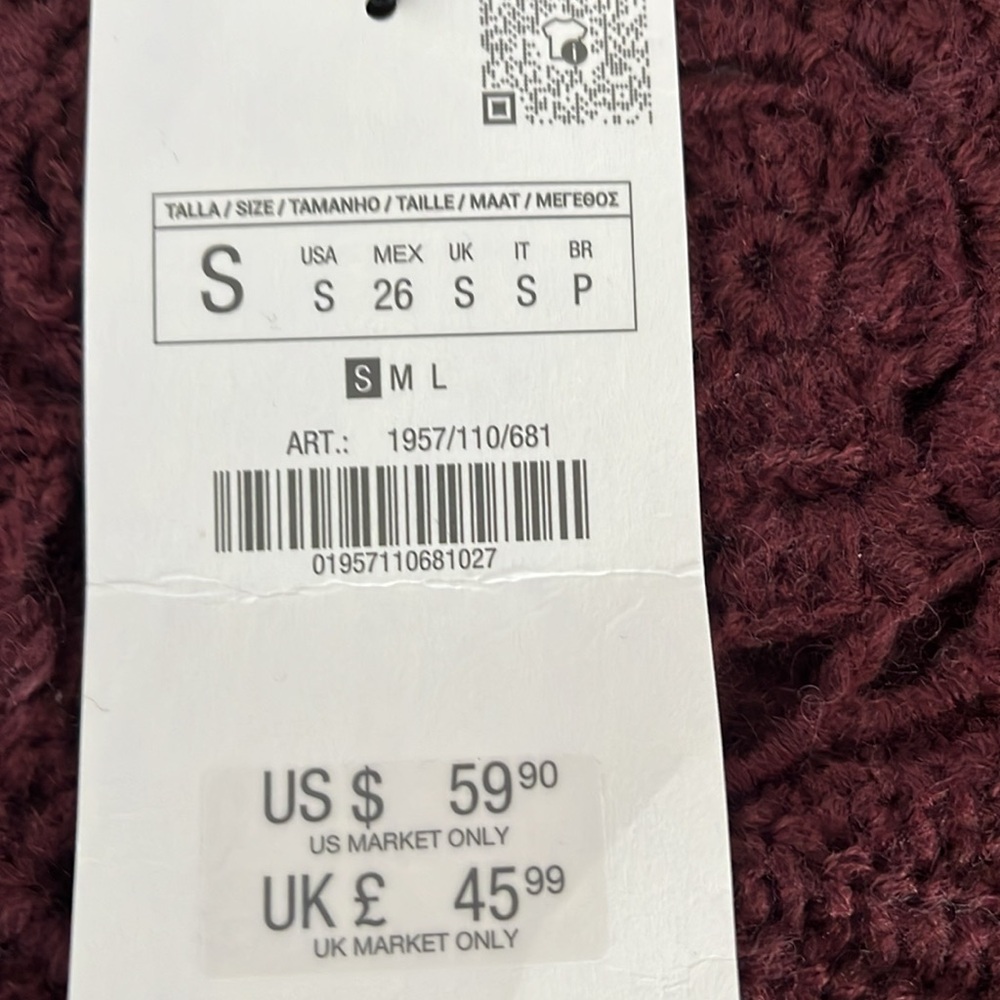 TALLA / SIZE / TAMANHO / TAILLE / MAAT / ΜΕΓΕΘΟΣ
S
USA MEX UK IT BR
S 26 S S P
S M L
ART.: 1957/110/681
01957110681027
US $ 59 90
US MARKET ONLY
UK £ 45 99
UK MARKET ONLY